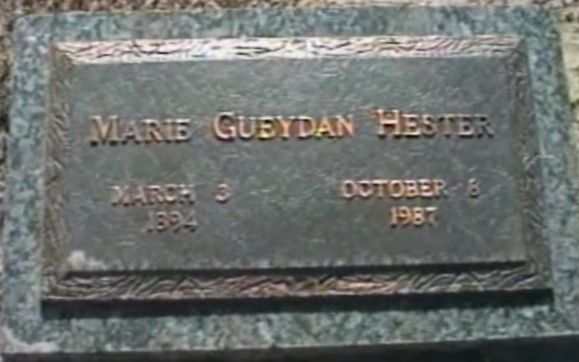 MARIE GUEYDAN HESTER
MARCH 3 OCTOBER 8
1894 1987